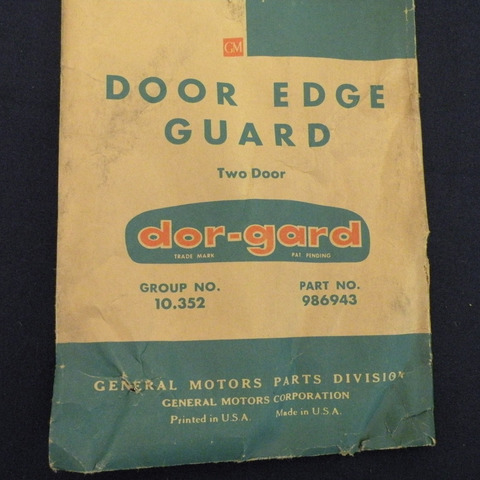 GM
DOOR EDGE
GUARD
Two Door
dor-gard
TRADE MARK PAT. PENDING
GROUP NO. PART NO.
10.352 986943
GENERAL MOTORS PARTS DIVISION
GENERAL MOTORS CORPORATION
Printed in U.S.A. Made in U.S.A.